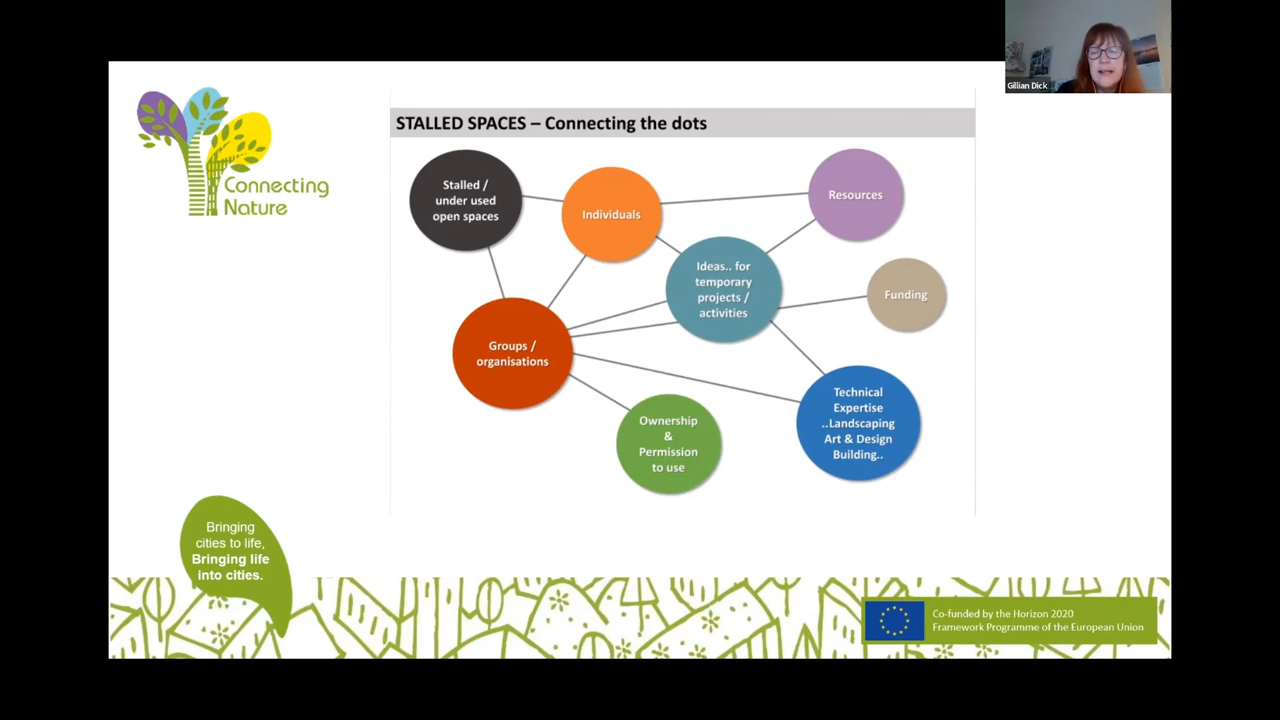 Gillian Dick
Connecting
Nature
STALLED SPACES – Connecting the dots
Stalled /
under used
open spaces
Individuals
Resources
Ideas.. for
temporary
projects /
activities
Funding
Groups /
organisations
Ownership
&
Permission
to use
Technical
Expertise
..Landscaping
Art & Design
Building..
Bringing
cities to life,
Bringing life
into cities.
Co-funded by the Horizon 2020
Framework Programme of the European Union